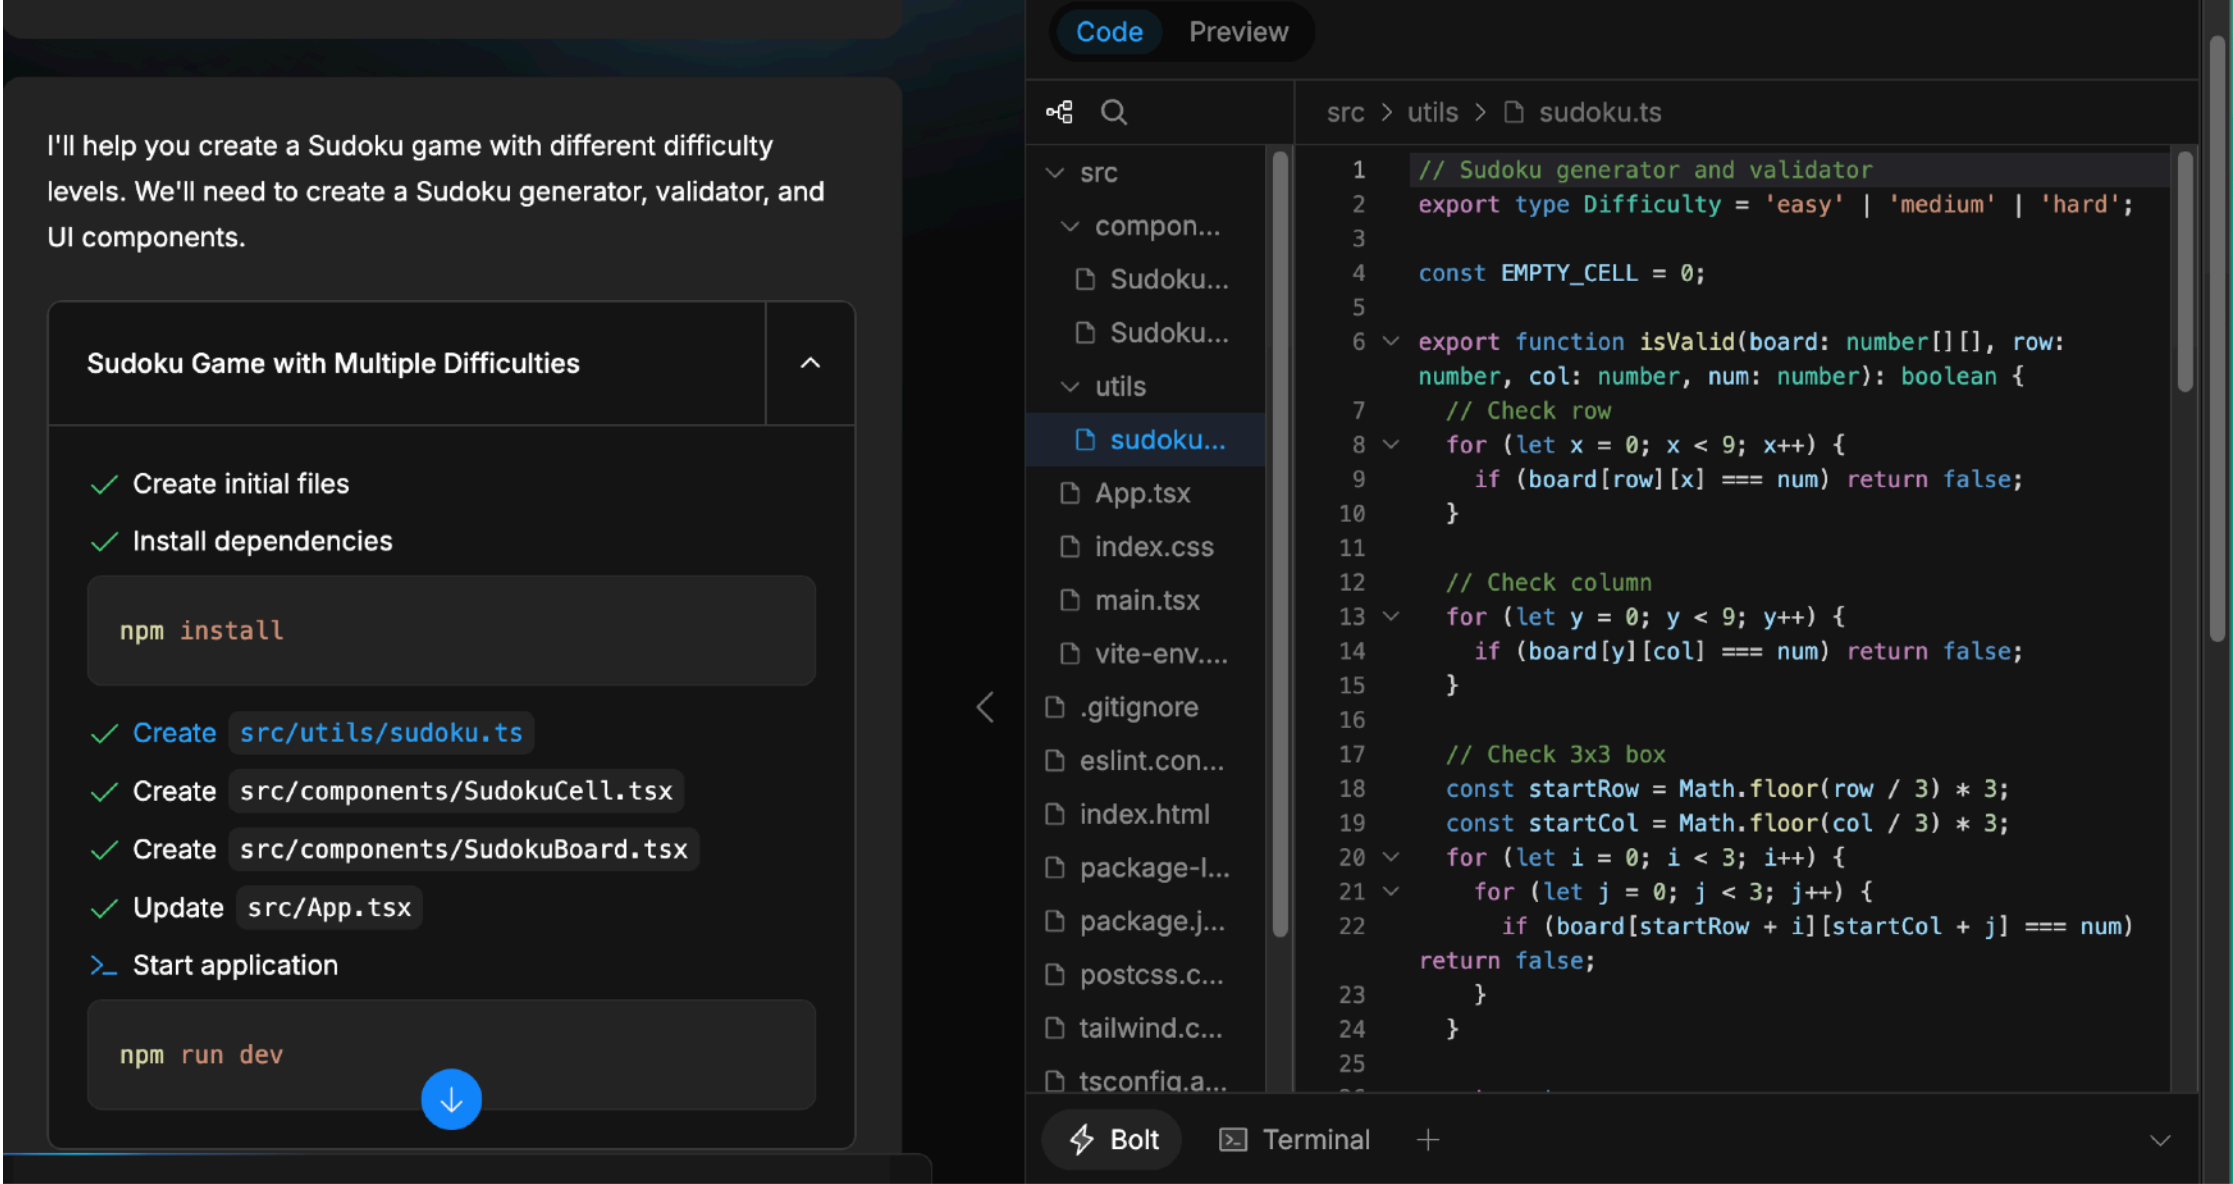 I'll help you create a Sudoku game with different difficulty
levels. We'll need to create a Sudoku generator, validator, and
UI components.
Sudoku Game with Multiple Difficulties
Create initial files
Install dependencies
npm install
Create src/utils/sudoku.ts
Create src/components/SudokuCell.tsx
Create src/components/SudokuBoard.tsx
Update src/App.tsx
>_ Start application
npm run dev
Code Preview
src
compon...
Sudoku...
Sudoku...
utils
sudoku...
App.tsx
index.css
main.tsx
vite-env....
.gitignore
eslint.con...
index.html
package-l...
package.j...
postcss.c...
tailwind.c...
tsconfig.a...
src > utils > sudoku.ts
1 // Sudoku generator and validator
2 export type Difficulty = 'easy' | 'medium' | 'hard';
3
4 const EMPTY_CELL = 0;
5
6 export function isValid(board: number[][], row:
number, col: number, num: number): boolean {
7 // Check row
8 for (let x = 0; x < 9; x++) {
9 if (board[row][x] === num) return false;
10 }
11
12 // Check column
13 for (let y = 0; y < 9; y++) {
14 if (board[y][col] === num) return false;
15 }
16
17 // Check 3x3 box
18 const startRow = Math.floor(row / 3) * 3;
19 const startCol = Math.floor(col / 3) * 3;
20 for (let i = 0; i < 3; i++) {
21 for (let j = 0; j < 3; j++) {
22 if (board[startRow + i][startCol + j] === num)
return false;
23 }
24 }
25
Bolt Terminal +